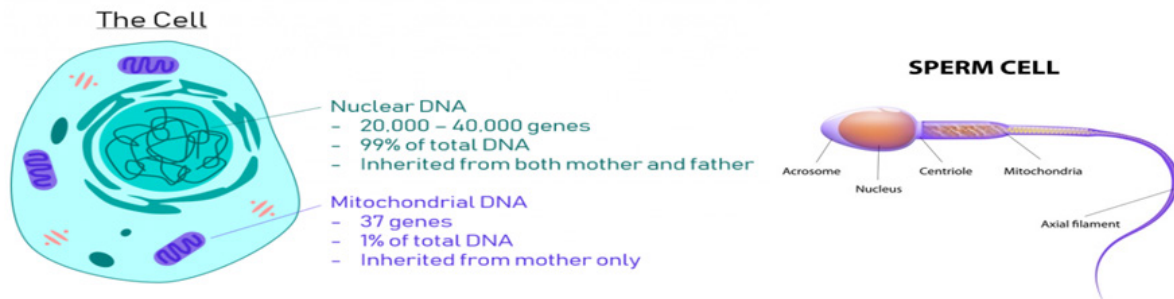 The Cell
Nuclear DNA
- 20,000 – 40,000 genes
- 99% of total DNA
- Inherited from both mother and father
Mitochondrial DNA
- 37 genes
- 1% of total DNA
- Inherited from mother only
SPERM CELL
Acrosome
Nucleus
Centriole
Mitochondria
Axial filament